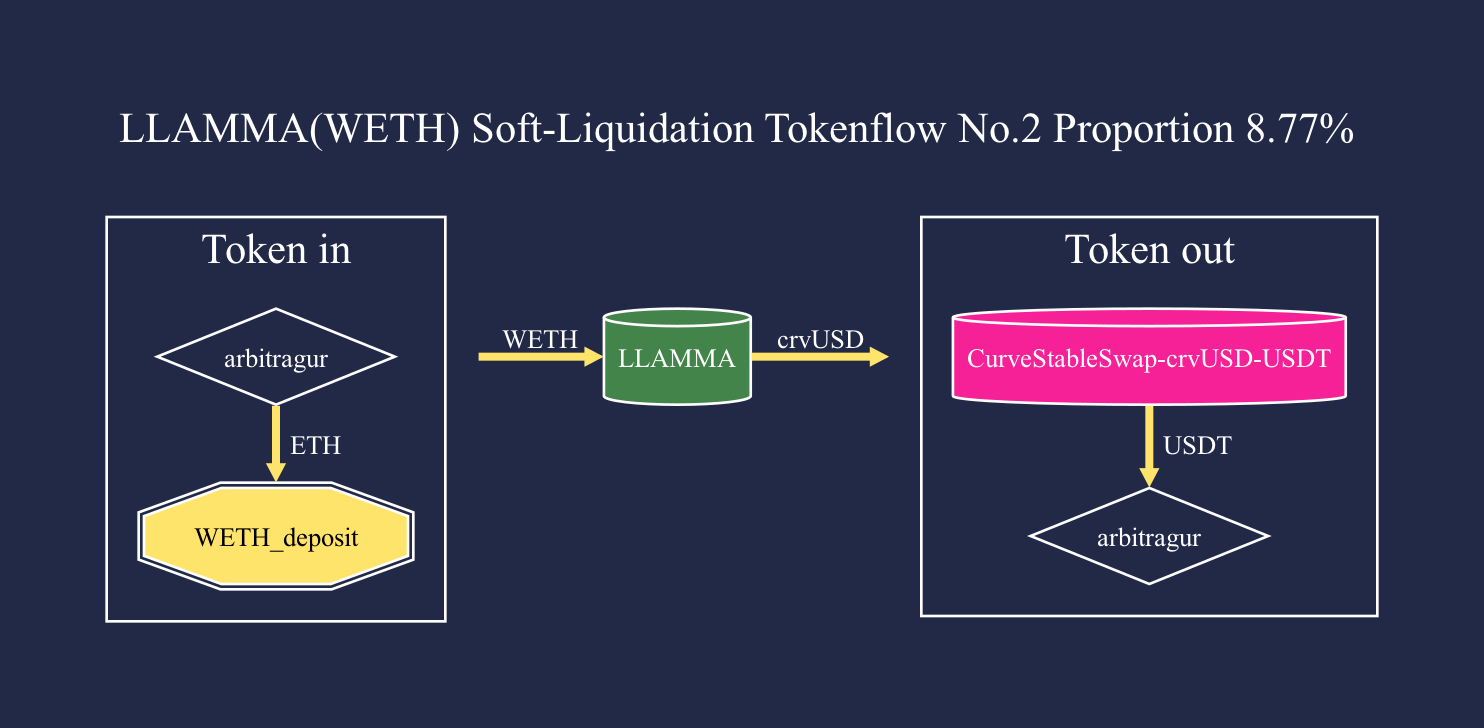 LLAMMA(WETH) Soft-Liquidation Tokenflow No.2 Proportion 8.77%
Token in
arbitragur
ETH
WETH_deposit
WETH
LLAMMA
crvUSD
Token out
CurveStableSwap-crvUSD-USDT
USDT
arbitragur